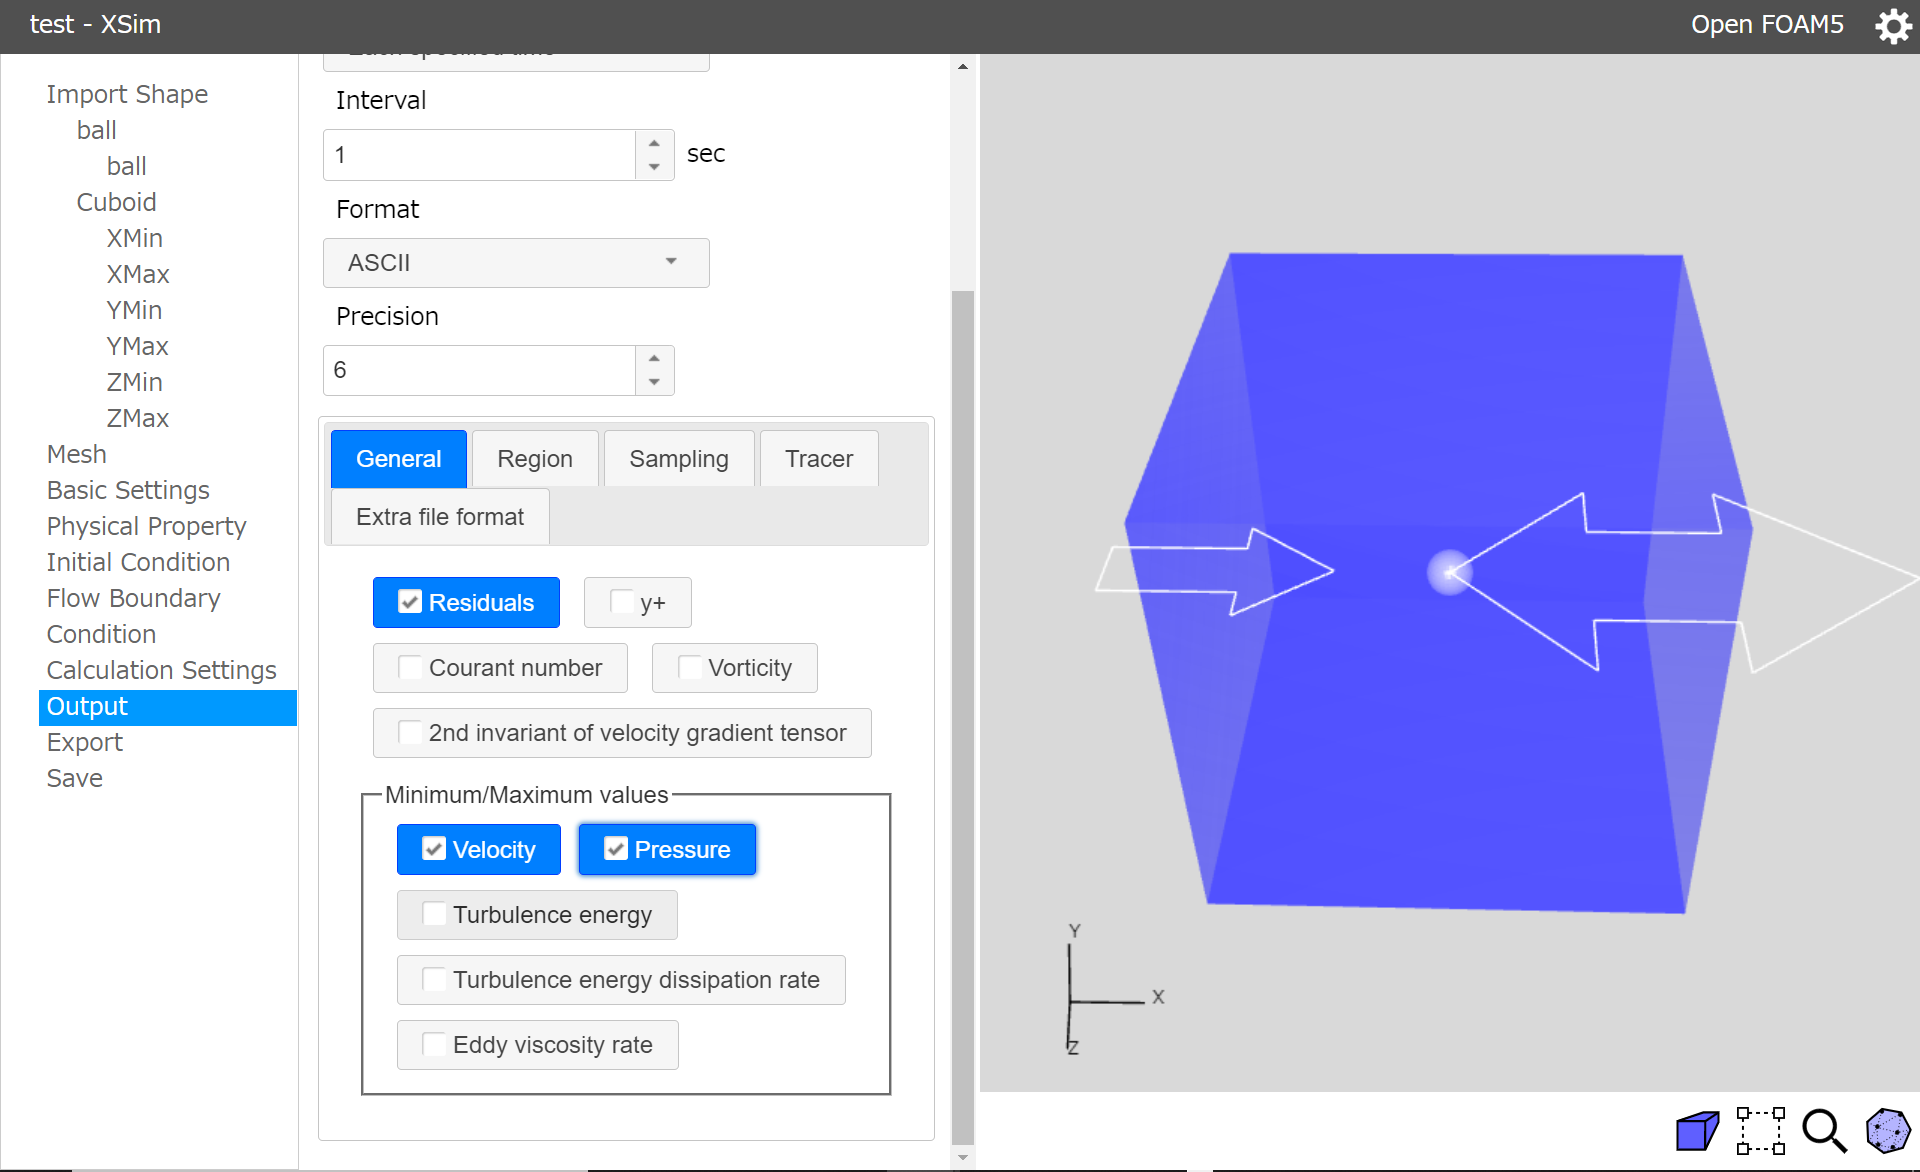 test - XSim
Open FOAM5
Import Shape
ball
ball
Cuboid
XMin
XMax
YMin
YMax
ZMin
ZMax
Mesh
Basic Settings
Physical Property
Initial Condition
Flow Boundary
Condition
Calculation Settings
Output
Export
Save
Each specified time
Interval
1
sec
Format
ASCII
Precision
6
General
Region
Sampling
Tracer
Extra file format
Residuals
y+
Courant number
Vorticity
2nd invariant of velocity gradient tensor
Minimum/Maximum values
Velocity
Pressure
Turbulence energy
Turbulence energy dissipation rate
Eddy viscosity rate
Y
X
Z